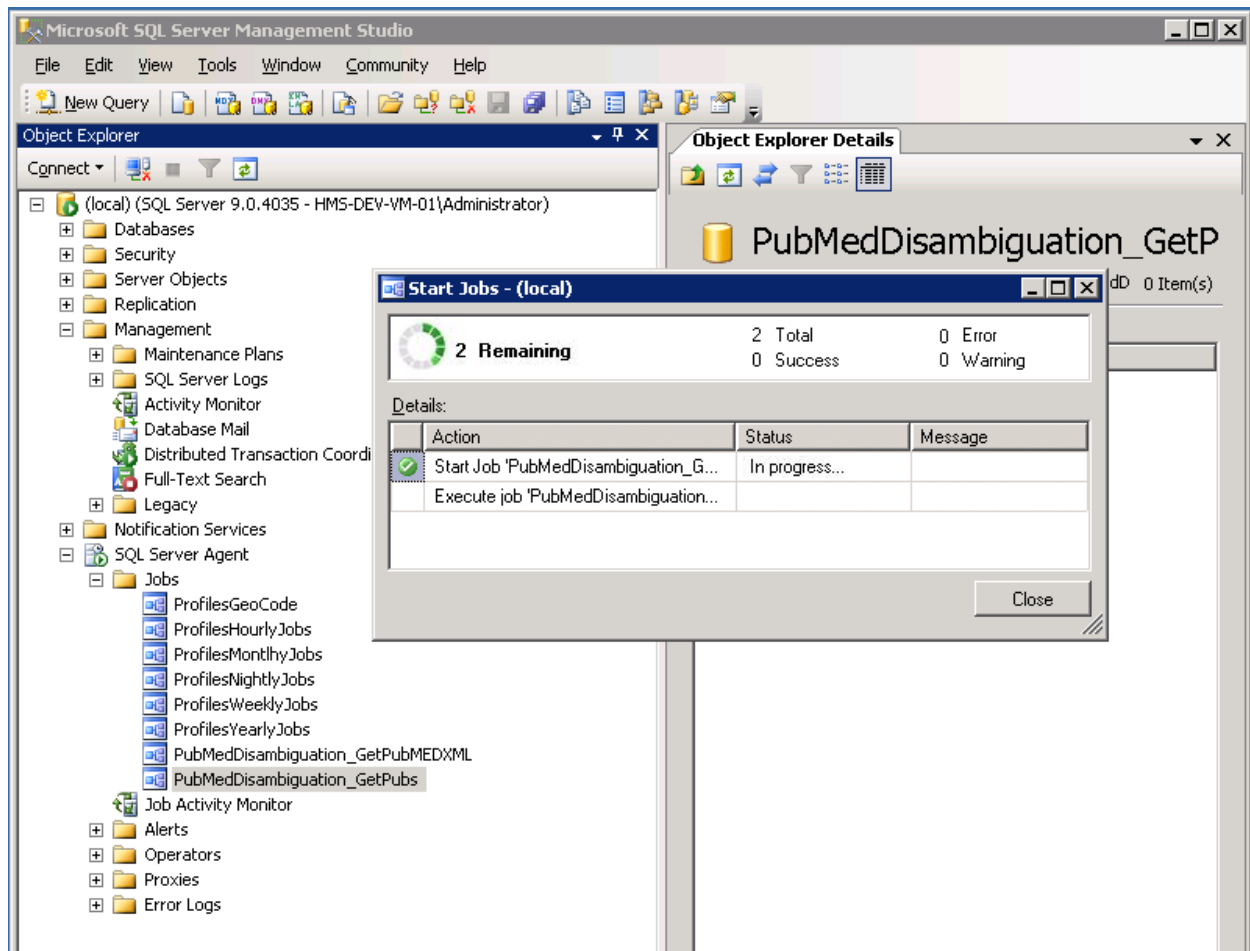 Microsoft SQL Server Management Studio
File Edit View Tools Window Community Help
New Query
Object Explorer
Connect
(local) (SQL Server 9.0.4035 - HMS-DEV-VM-01\Administrator)
Databases
Security
Server Objects
Replication
Management
Maintenance Plans
SQL Server Logs
Activity Monitor
Database Mail
Distributed Transaction Coordi
Full-Text Search
Legacy
Notification Services
SQL Server Agent
Jobs
ProfilesGeoCode
ProfilesHourlyJobs
ProfilesMontlhyJobs
ProfilesNightlyJobs
ProfilesWeeklyJobs
ProfilesYearlyJobs
PubMedDisambiguation_GetPubMEDXML
PubMedDisambiguation_GetPubs
Job Activity Monitor
Alerts
Operators
Proxies
Error Logs
Object Explorer Details
PubMedDisambiguation_GetP
dD 0 Item(s)
Start Jobs - (local)
2 Remaining
2 Total 0 Error
0 Success 0 Warning
Details:
Action Status Message
Start Job 'PubMedDisambiguation_G... In progress...
Execute job 'PubMedDisambiguation...
Close